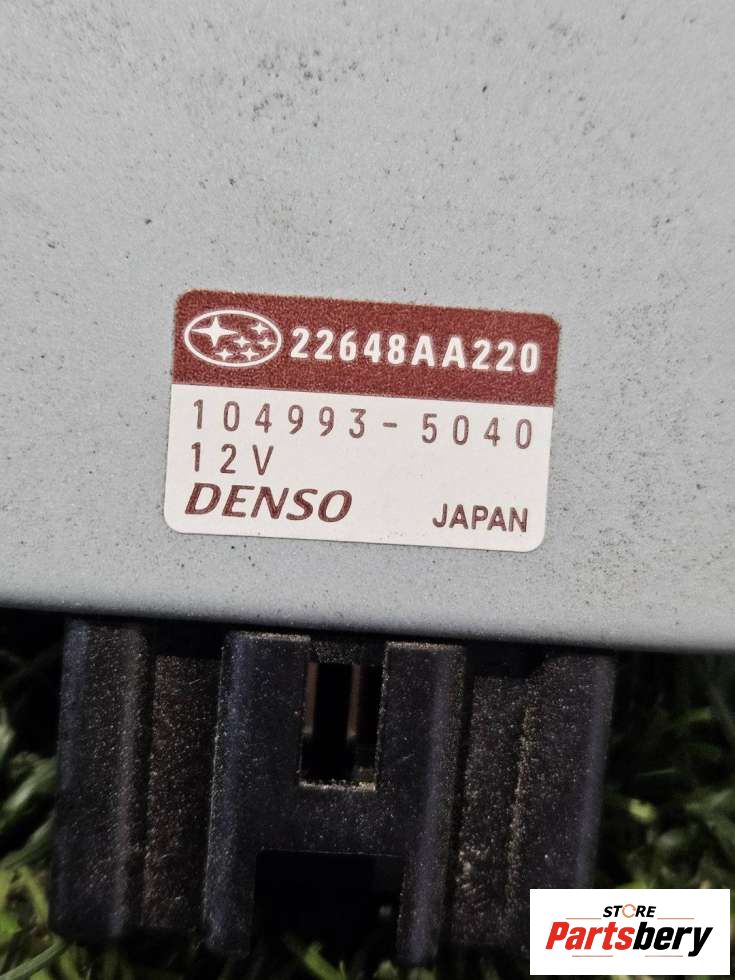 22648AA220
104993-5040
12V
DENSO JAPAN
STORE
Partsbery